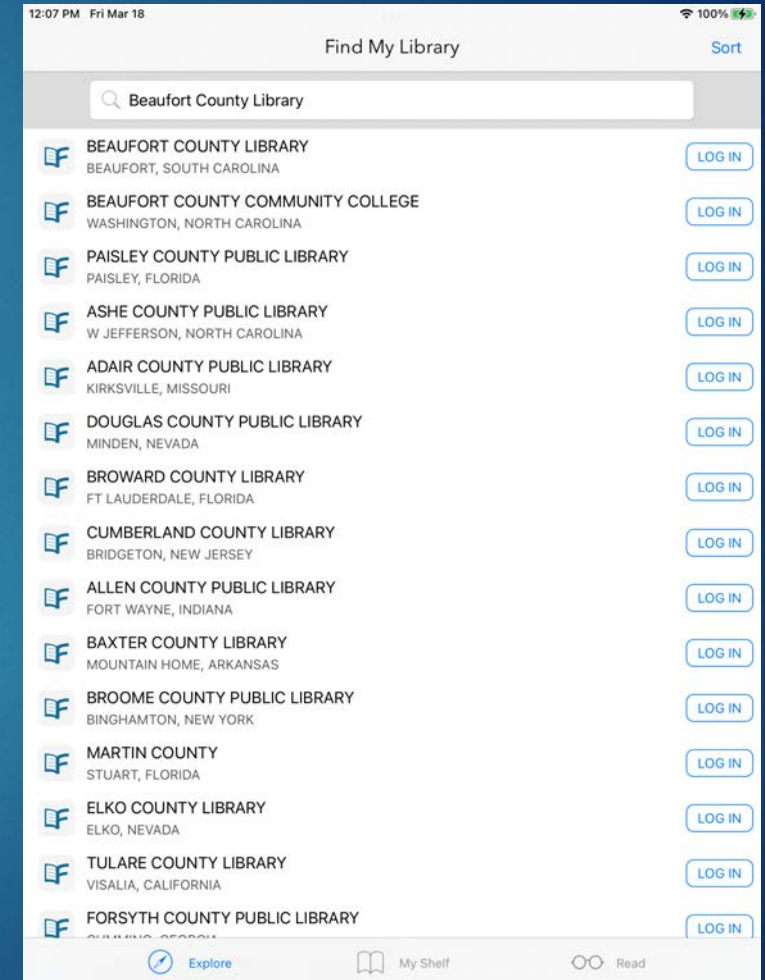 12:07 PM Fri Mar 18
100%
Find My Library
Sort
Beaufort County Library
BEAUFORT COUNTY LIBRARY
BEAUFORT, SOUTH CAROLINA
LOG IN
BEAUFORT COUNTY COMMUNITY COLLEGE
WASHINGTON, NORTH CAROLINA
LOG IN
PAISLEY COUNTY PUBLIC LIBRARY
PAISLEY, FLORIDA
LOG IN
ASHE COUNTY PUBLIC LIBRARY
W JEFFERSON, NORTH CAROLINA
LOG IN
ADAIR COUNTY PUBLIC LIBRARY
KIRKSVILLE, MISSOURI
LOG IN
DOUGLAS COUNTY PUBLIC LIBRARY
MINDEN, NEVADA
LOG IN
BROWARD COUNTY LIBRARY
FT LAUDERDALE, FLORIDA
LOG IN
CUMBERLAND COUNTY LIBRARY
BRIDGETON, NEW JERSEY
LOG IN
ALLEN COUNTY PUBLIC LIBRARY
FORT WAYNE, INDIANA
LOG IN
BAXTER COUNTY LIBRARY
MOUNTAIN HOME, ARKANSAS
LOG IN
BROOME COUNTY PUBLIC LIBRARY
BINGHAMTON, NEW YORK
LOG IN
MARTIN COUNTY
STUART, FLORIDA
LOG IN
ELKO COUNTY LIBRARY
ELKO, NEVADA
LOG IN
TULARE COUNTY LIBRARY
VISALIA, CALIFORNIA
LOG IN
FORSYTH COUNTY PUBLIC LIBRARY
LOG IN
Explore
My Shelf
Read